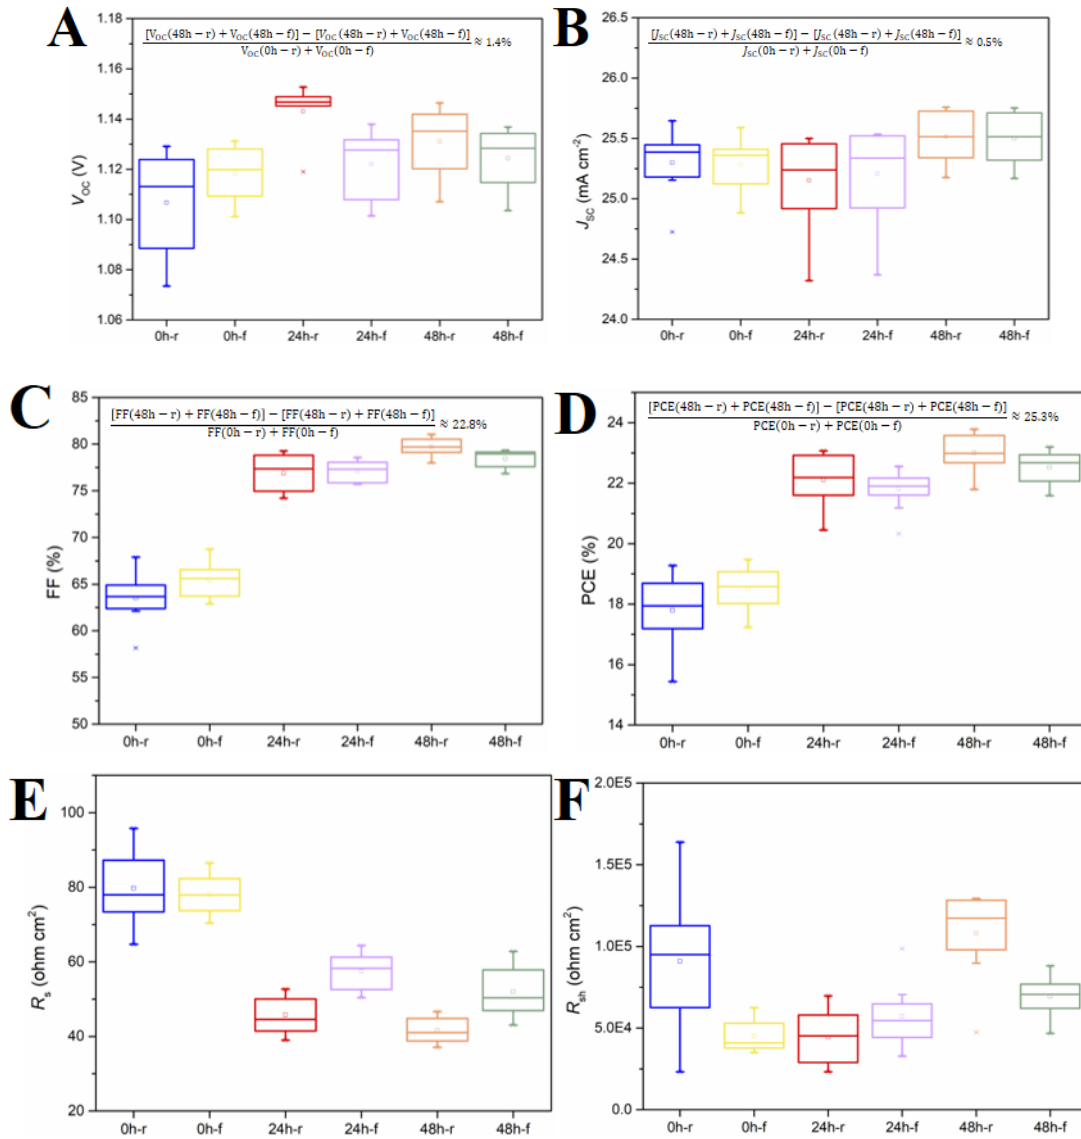 A
[V_OC(48h − r) + V_OC(48h − f)] − [V_OC(48h − r) + V_OC(48h − f)]
V_OC(0h − r) + V_OC(0h − f)
≈ 1.4%
V_OC (V)
1.18
1.16
1.14
1.12
1.10
1.08
1.06
0h-r 0h-f 24h-r 24h-f 48h-r 48h-f
B
[J_SC(48h − r) + J_SC(48h − f)] − [J_SC(48h − r) + J_SC(48h − f)]
J_SC(0h − r) + J_SC(0h − f)
≈ 0.5%
J_SC (mA cm⁻²)
26.5
26.0
25.5
25.0
24.5
24.0
0h-r 0h-f 24h-r 24h-f 48h-r 48h-f
C
[FF(48h − r) + FF(48h − f)] − [FF(48h − r) + FF(48h − f)]
FF(0h − r) + FF(0h − f)
≈ 22.8%
FF (%)
85
80
75
70
65
60
55
50
0h-r 0h-f 24h-r 24h-f 48h-r 48h-f
D
[PCE(48h − r) + PCE(48h − f)] − [PCE(48h − r) + PCE(48h − f)]
PCE(0h − r) + PCE(0h − f)
≈ 25.3%
PCE (%)
24
22
20
18
16
14
0h-r 0h-f 24h-r 24h-f 48h-r 48h-f
E
R_s (ohm cm²)
100
80
60
40
20
0h-r 0h-f 24h-r 24h-f 48h-r 48h-f
F
R_sh (ohm cm²)
2.0E5
1.5E5
1.0E5
5.0E4
0.0
0h-r 0h-f 24h-r 24h-f 48h-r 48h-f